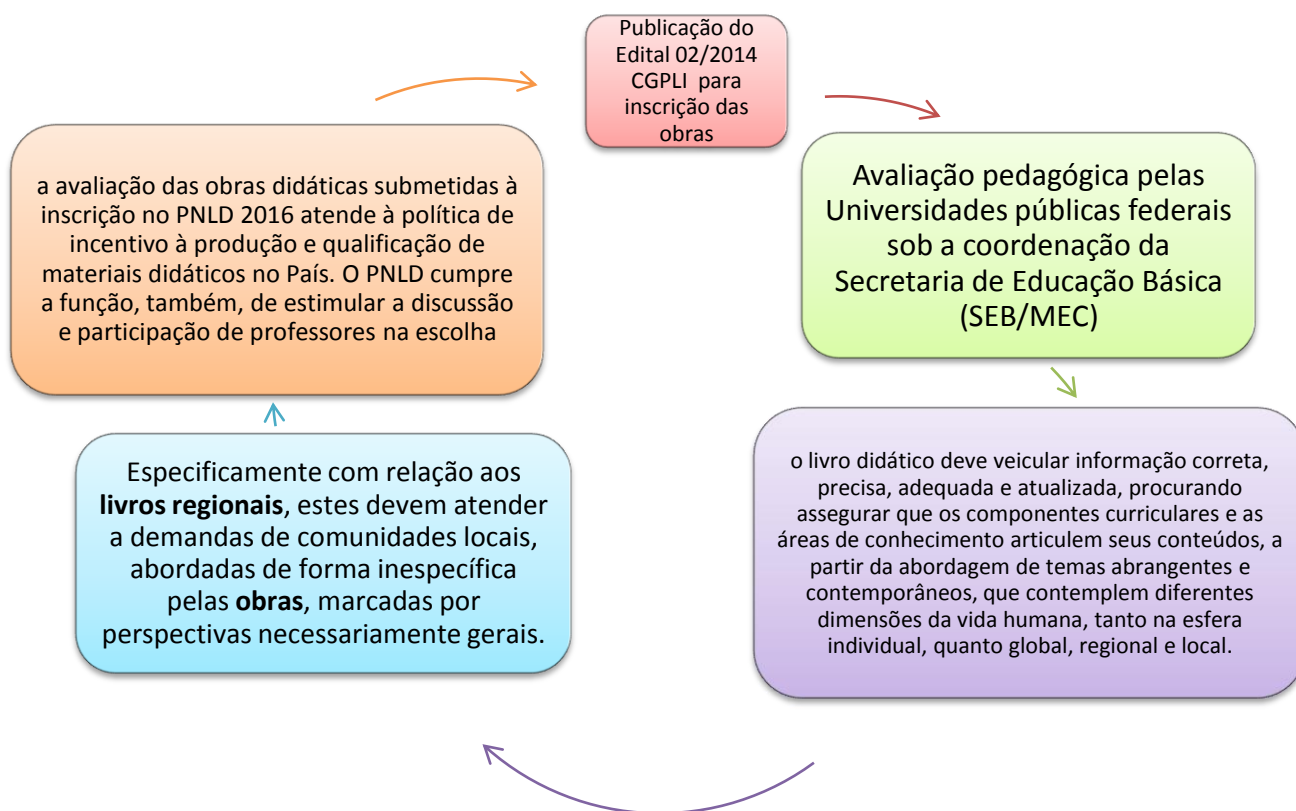 Publicação do
Edital 02/2014
CGPLI para
inscrição das
obras
Avaliação pedagógica pelas
Universidades públicas federais
sob a coordenação da
Secretaria de Educação Básica
(SEB/MEC)
o livro didático deve veicular informação correta,
precisa, adequada e atualizada, procurando
assegurar que os componentes curriculares e as
áreas de conhecimento articulem seus conteúdos, a
partir da abordagem de temas abrangentes e
contemporâneos, que contemplem diferentes
dimensões da vida humana, tanto na esfera
individual, quanto global, regional e local.
Especificamente com relação aos
livros regionais, estes devem atender
a demandas de comunidades locais,
abordadas de forma inespecífica
pelas obras, marcadas por
perspectivas necessariamente gerais.
a avaliação das obras didáticas submetidas à
inscrição no PNLD 2016 atende à política de
incentivo à produção e qualificação de
materiais didáticos no País. O PNLD cumpre
a função, também, de estimular a discussão
e participação de professores na escolha